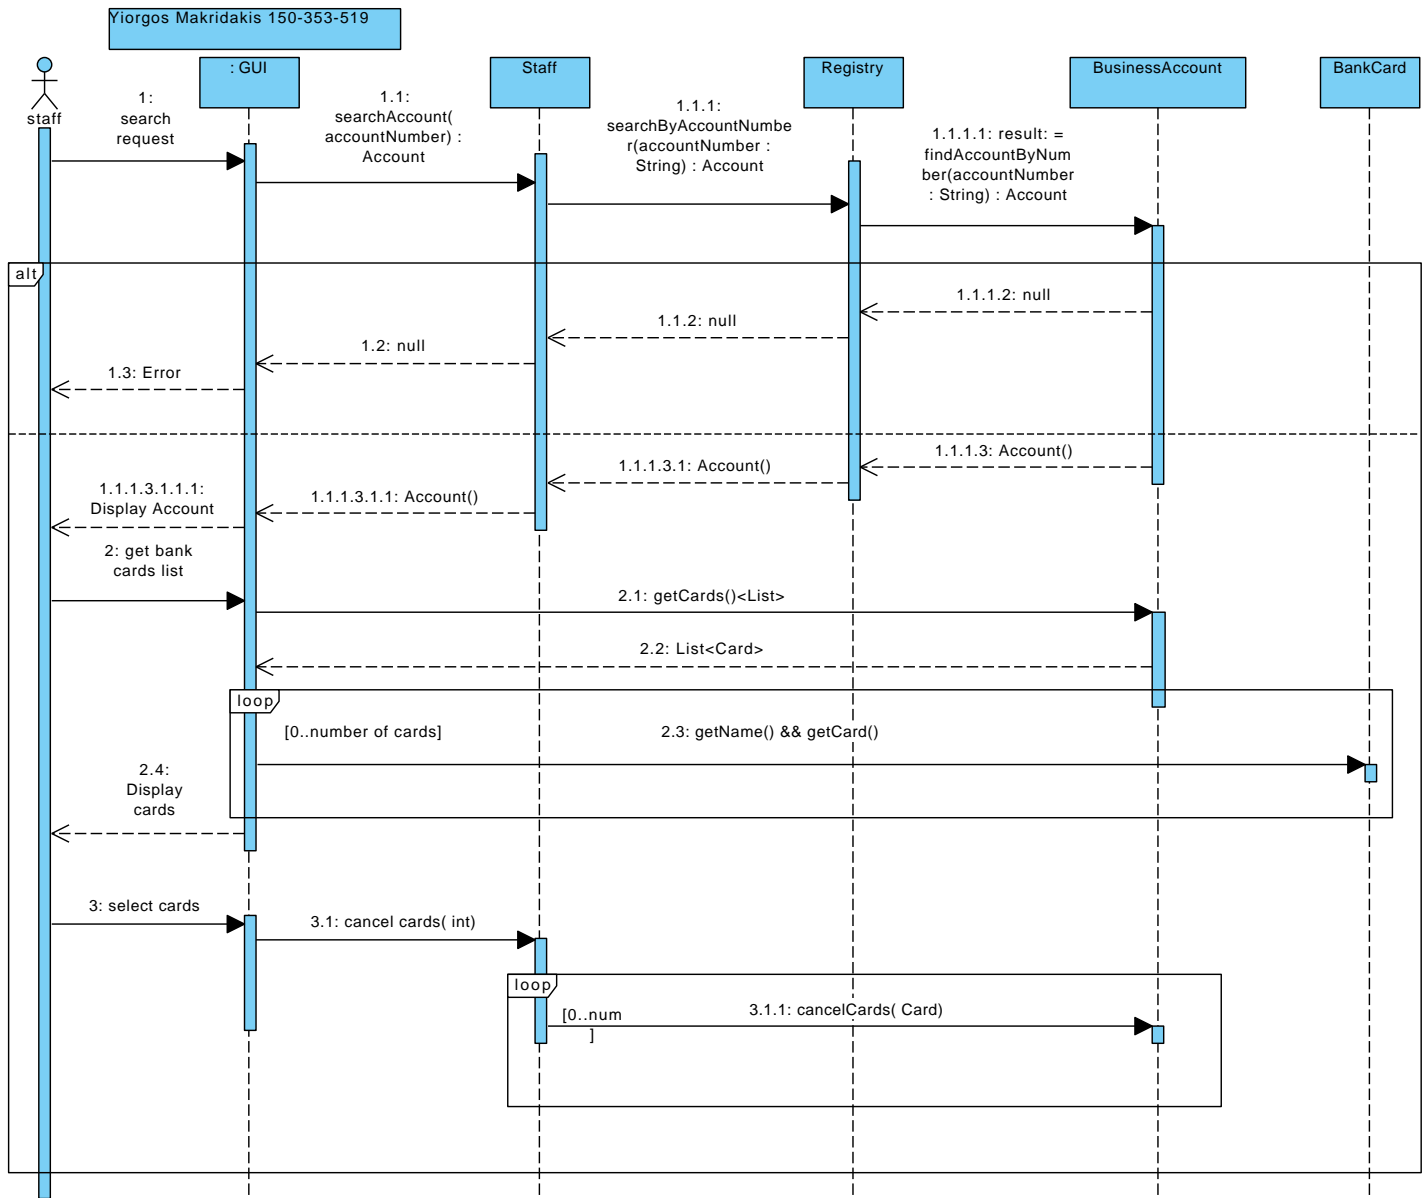 Yiorgos Makridakis 150-353-519
staff
: GUI
Staff
Registry
BusinessAccount
BankCard
1:
search
request
1.1:
searchAccount(
accountNumber) :
Account
1.1.1:
searchByAccountNumbe
r(accountNumber :
String) : Account
1.1.1.1: result: =
findAccountByNum
ber(accountNumber
: String) : Account
alt
1.1.1.2: null
1.1.2: null
1.2: null
1.3: Error
1.1.1.3: Account()
1.1.1.3.1: Account()
1.1.1.3.1.1: Account()
1.1.1.3.1.1.1:
Display Account
2: get bank
cards list
2.1: getCards()<List>
2.2: List<Card>
loop
[0..number of cards]
2.3: getName() && getCard()
2.4:
Display
cards
3: select cards
3.1: cancel cards( int)
loop
[0..num
]
3.1.1: cancelCards( Card)